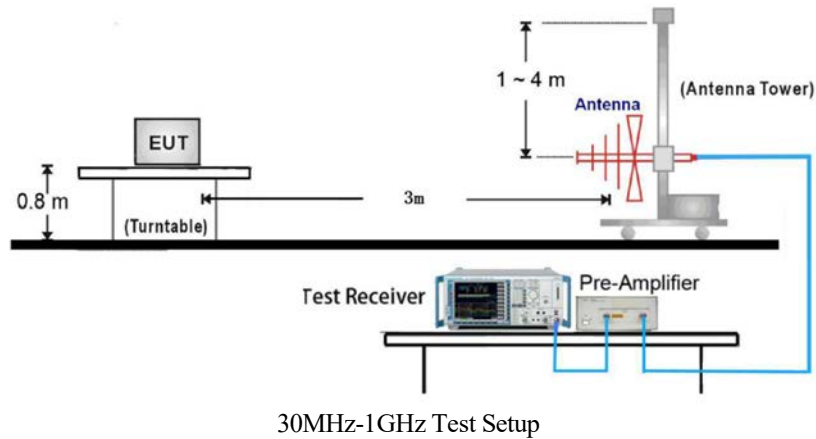 1 ~ 4 m
(Antenna Tower)
Antenna
EUT
0.8 m
3m
(Turntable)
Test Receiver
Pre-Amplifier
30MHz-1GHz Test Setup